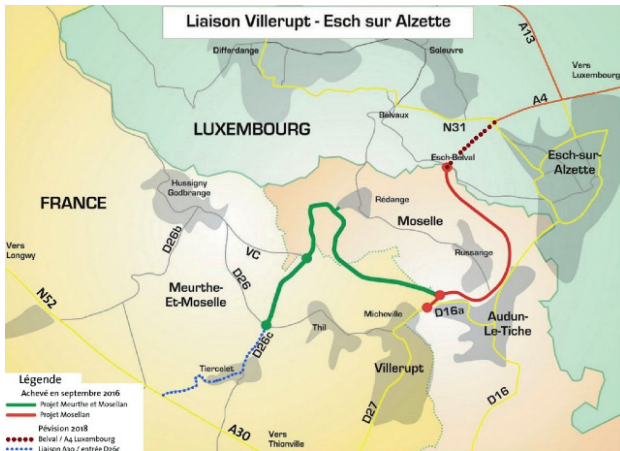 Liaison Villerupt - Esch sur Alzette
A13
Differdange
Soleuvre
Vers
Luxembourg
A4
LUXEMBOURG
Belvaux
N31
Esch-Belval
Esch-sur-
Alzette
Hussigny
Godbrange
FRANCE
Rédange
Moselle
D26b
Vers
Longwy
VC
Russange
D26
Meurthe-
Et-Moselle
N52
Micheville
D16a
Audun-
Le-Tiche
Thil
D26c
Tiercelet
Villerupt
D16
D27
A30
Vers
Thionville
Légende
Achevé en septembre 2016
Projet Meurthe et Mosellan
Projet Mosellan
Pévision 2018
Belval / A4 Luxembourg
Liaison A30 / entrée D26c